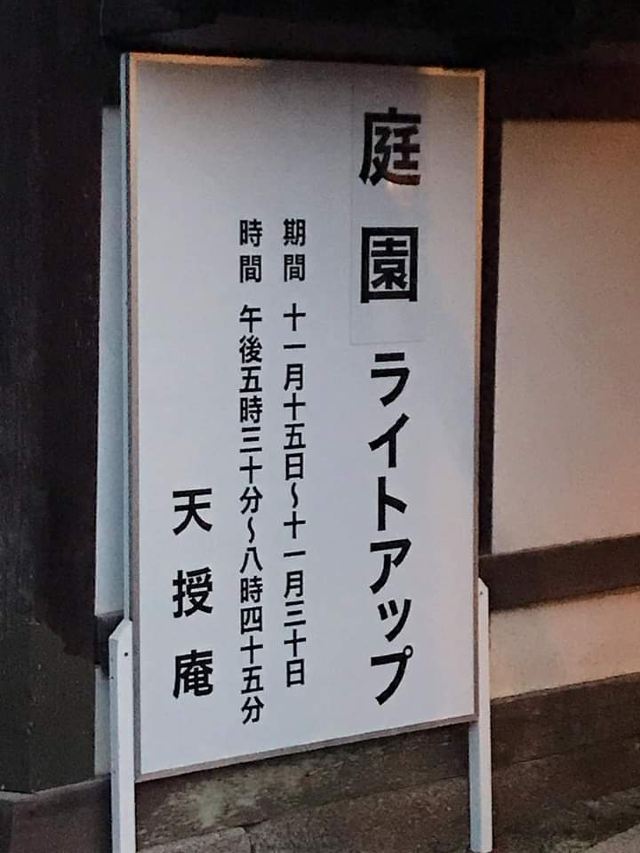 庭園ライトアップ
期間 十一月十五日～十一月三十日
時間 午後五時三十分～八時四十五分
天授庵